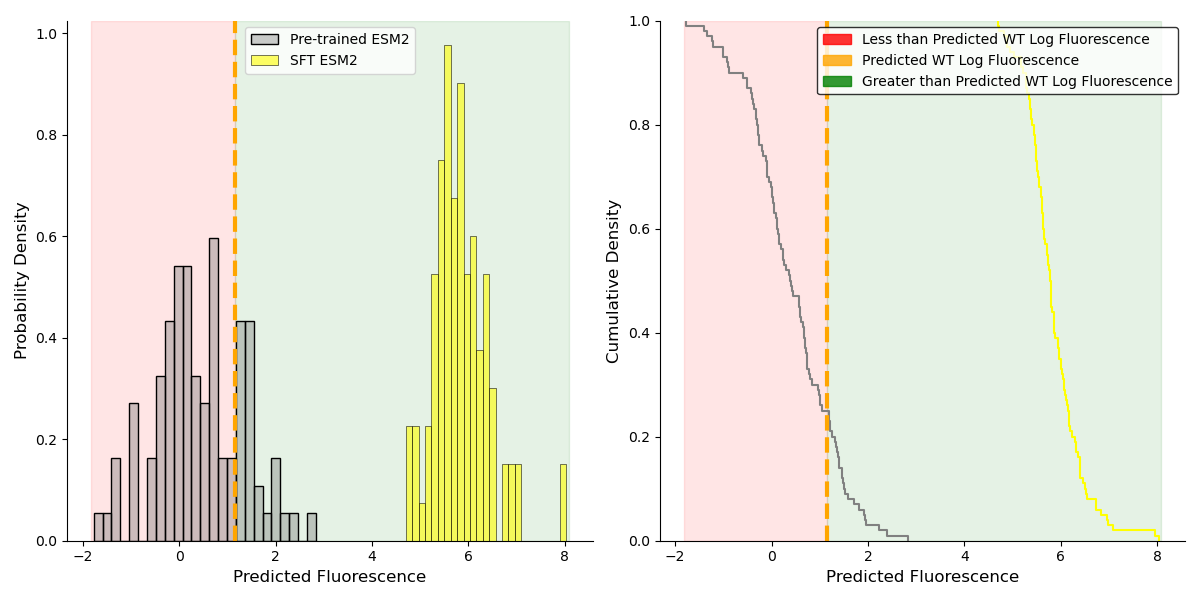 1.0
0.8
0.6
0.4
0.2
0.0
Probability Density
Pre-trained ESM2
SFT ESM2
−2
0
2
4
6
8
Predicted Fluorescence
1.0
0.8
0.6
0.4
0.2
0.0
Cumulative Density
Less than Predicted WT Log Fluorescence
Predicted WT Log Fluorescence
Greater than Predicted WT Log Fluorescence
−2
0
2
4
6
8
Predicted Fluorescence